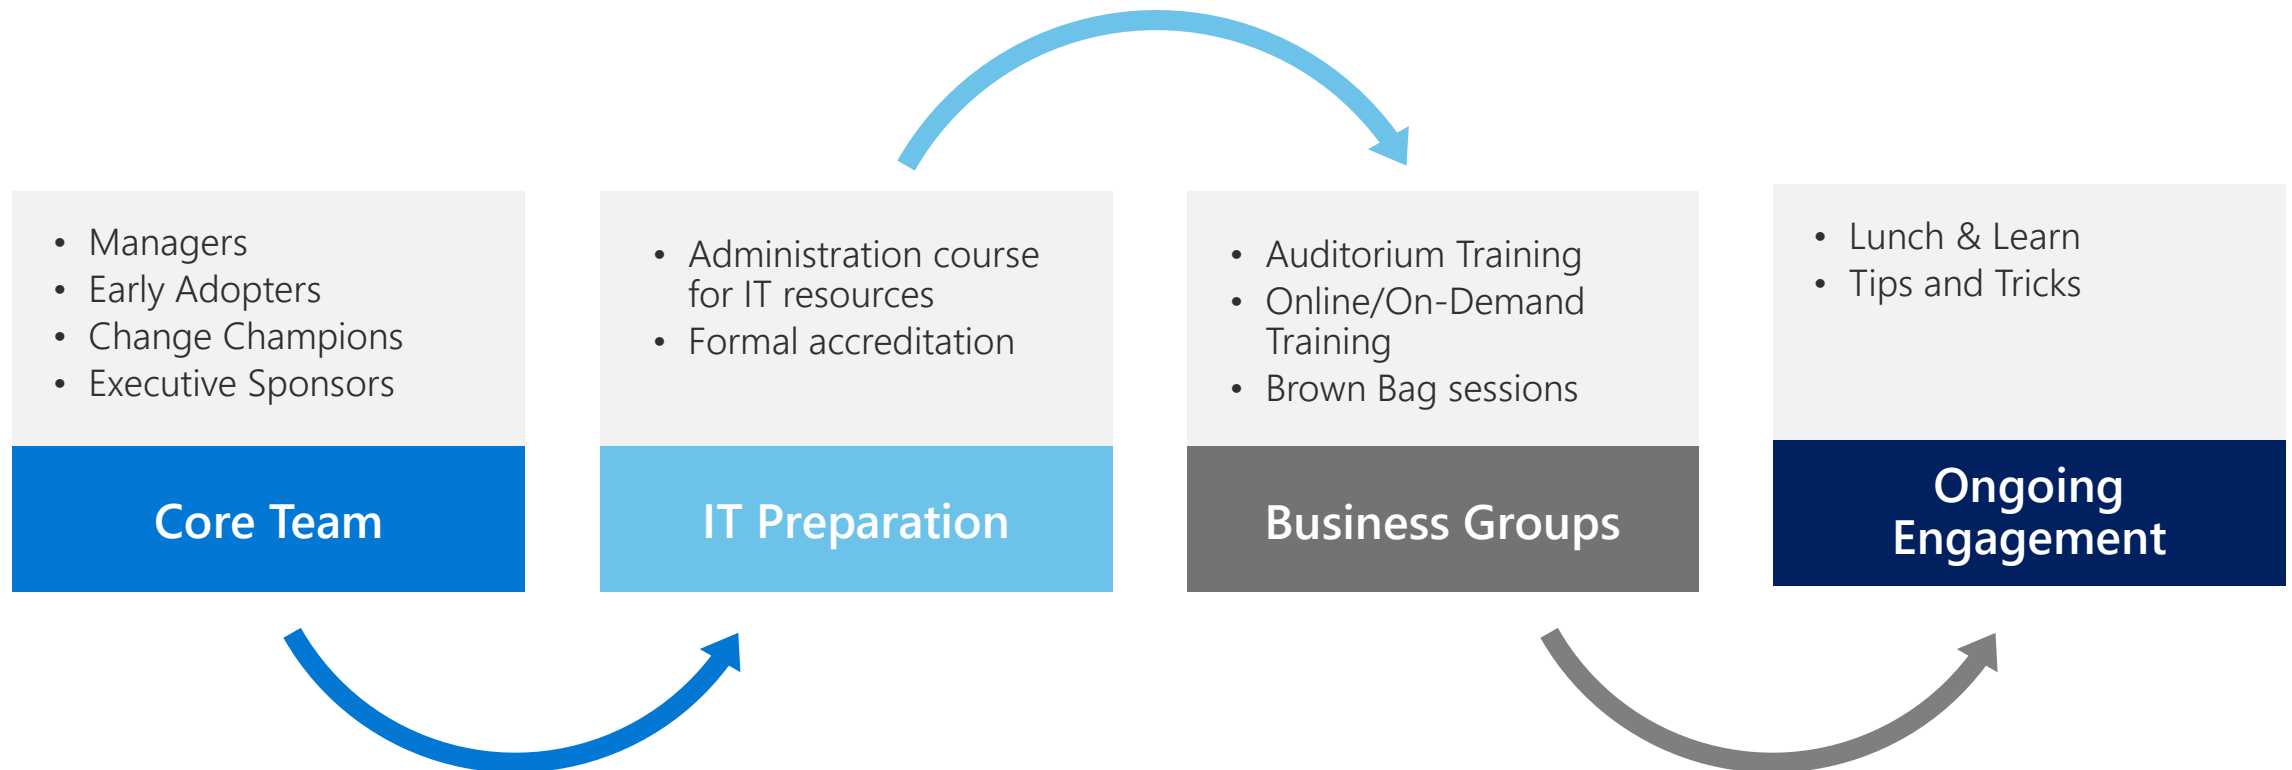 • Managers
• Early Adopters
• Change Champions
• Executive Sponsors
Core Team
• Administration course
for IT resources
• Formal accreditation
IT Preparation
• Auditorium Training
• Online/On-Demand
Training
• Brown Bag sessions
Business Groups
• Lunch & Learn
• Tips and Tricks
Ongoing
Engagement